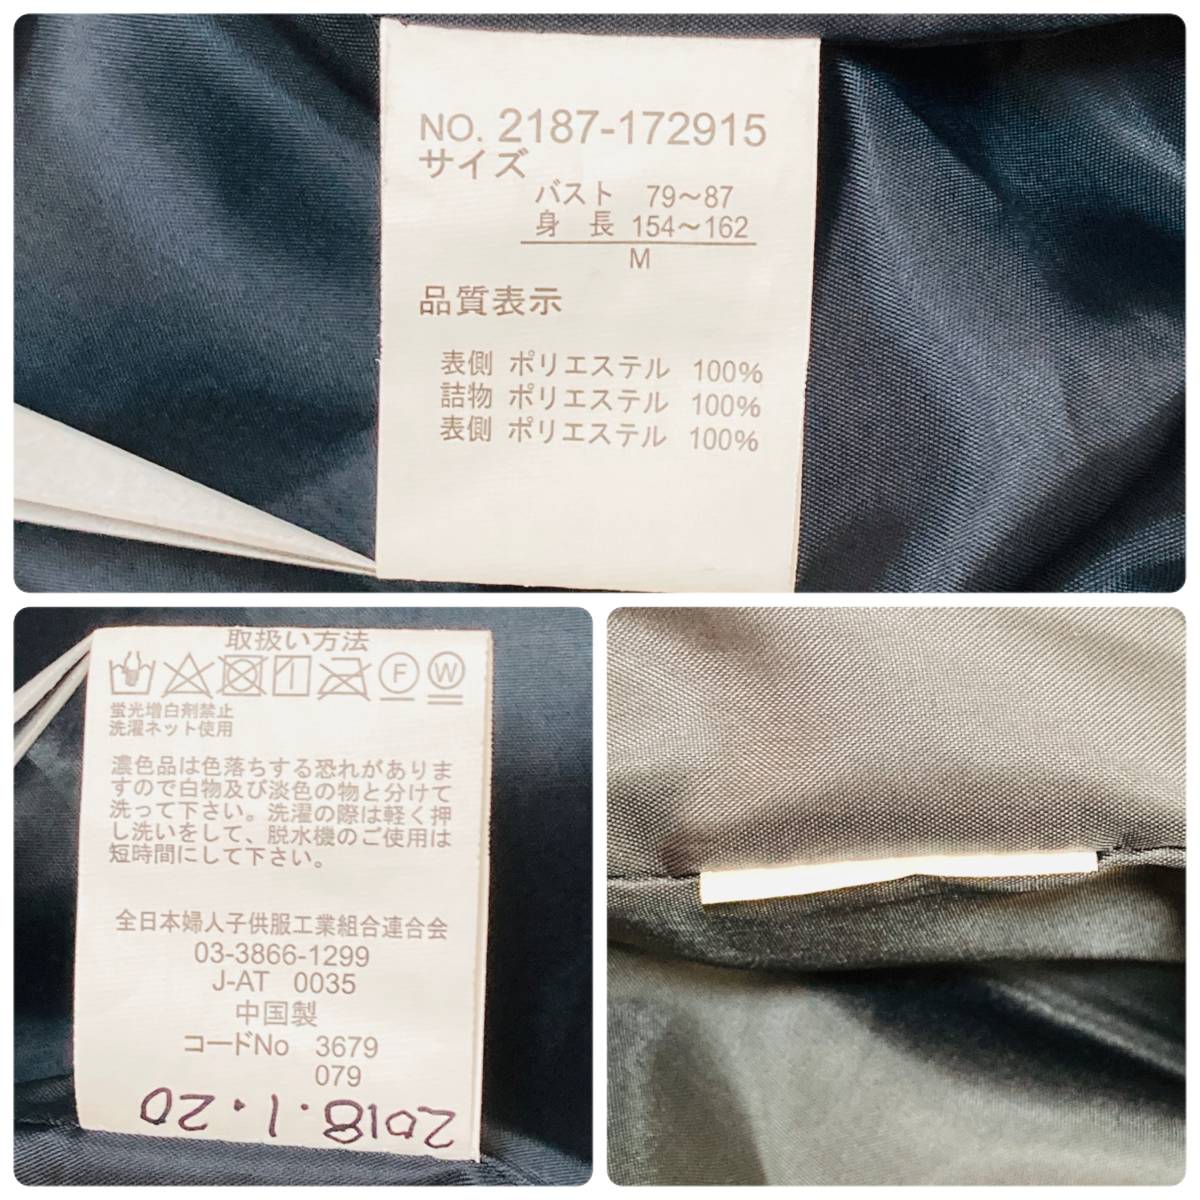 NO. 2187-172915
サイズ
バスト 79〜87
身 長 154〜162
M
品質表示
表側 ポリエステル 100%
詰物 ポリエステル 100%
表側 ポリエステル 100%
取扱い方法
F W
蛍光増白剤禁止
洗濯ネット使用
濃色品は色落ちする恐れがありま
すので白物及び淡色の物と分けて
洗って下さい。洗濯の際は軽く押
し洗いをして、脱水機のご使用は
短時間にして下さい。
全日本婦人子供服工業組合連合会
03-3866-1299
J-AT 0035
中国製
コードNo 3679
079
2018.1.20